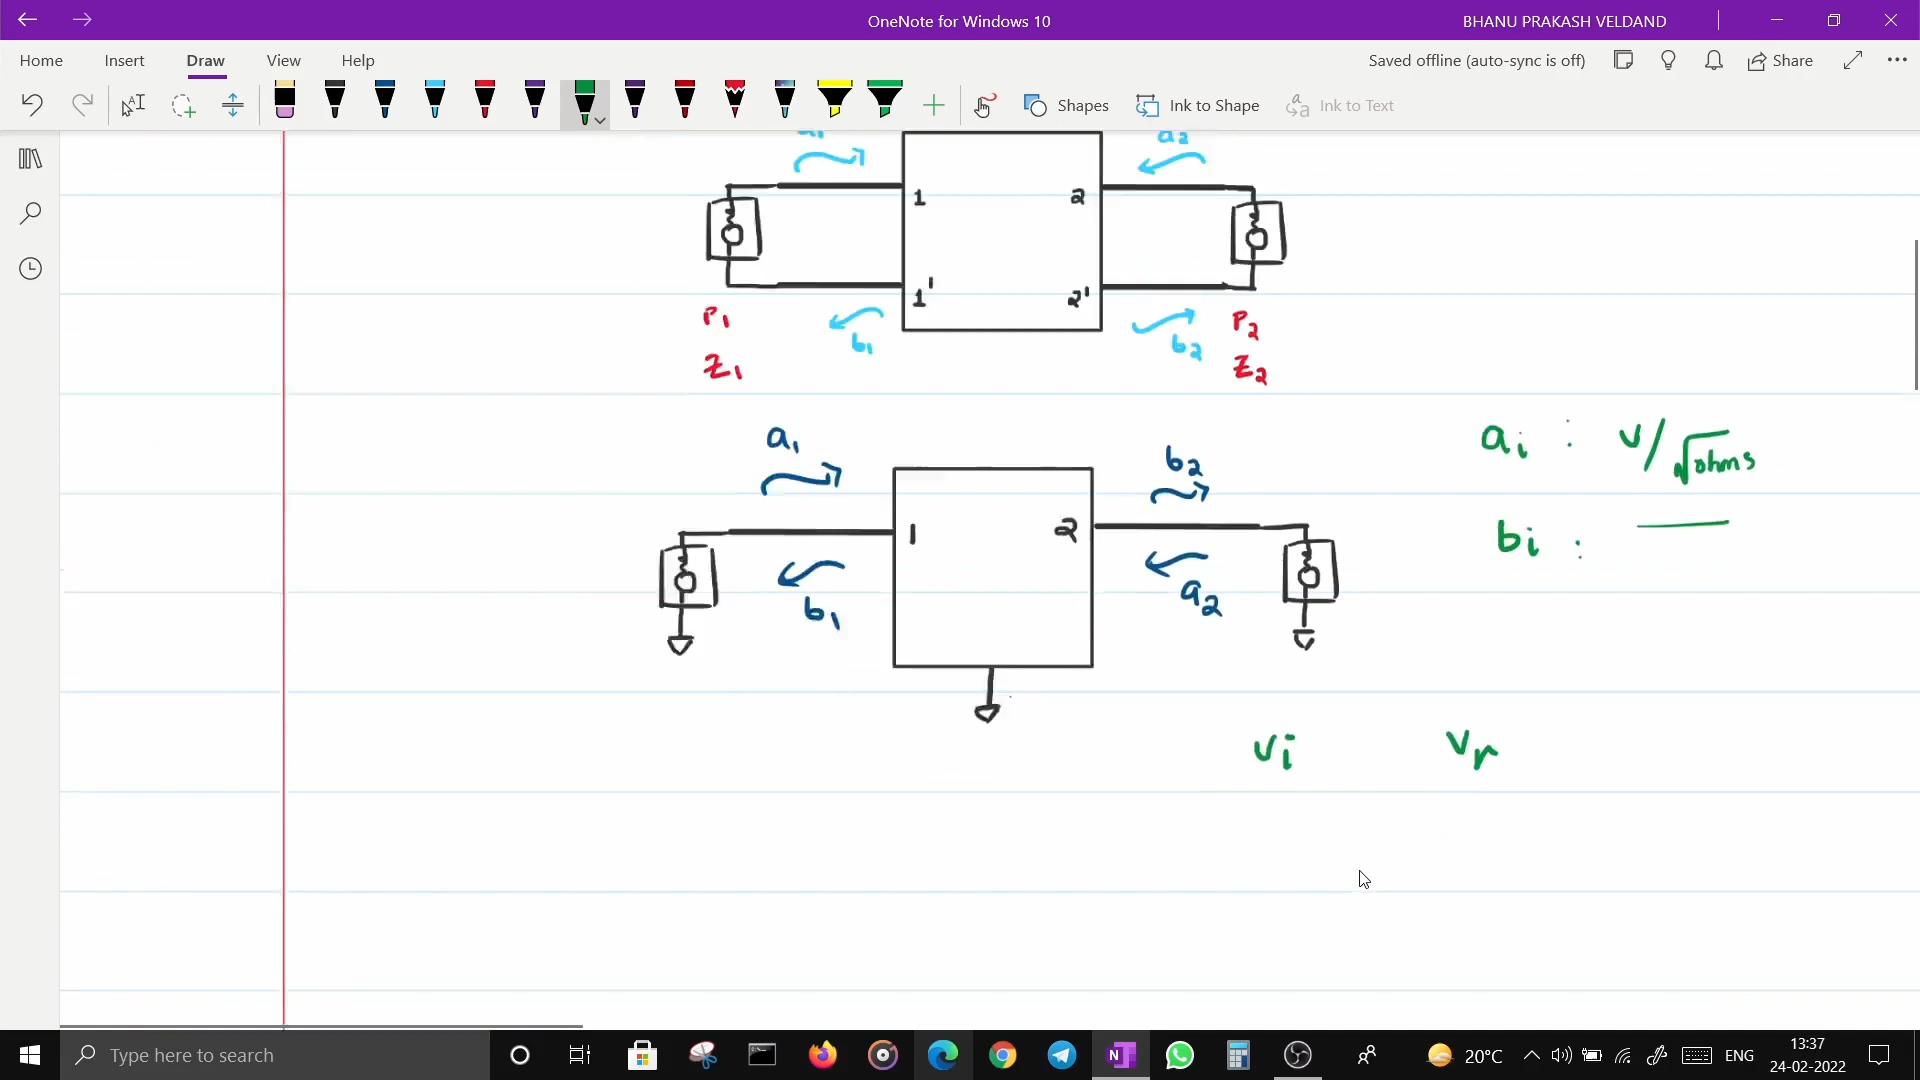 OneNote for Windows 10
BHANU PRAKASH VELDAND
Home Insert Draw View Help
Saved offline (auto-sync is off)
Share
Shapes
Ink to Shape
Ink to Text
a1
a2
1
2
1'
2'
P1
b1
b2
P2
Z1
Z2
a1
b2
ai : v/√ohms
1
2
bi :
b1
a2
vi
vr
Type here to search
20°C
ENG
13:37
24-02-2022